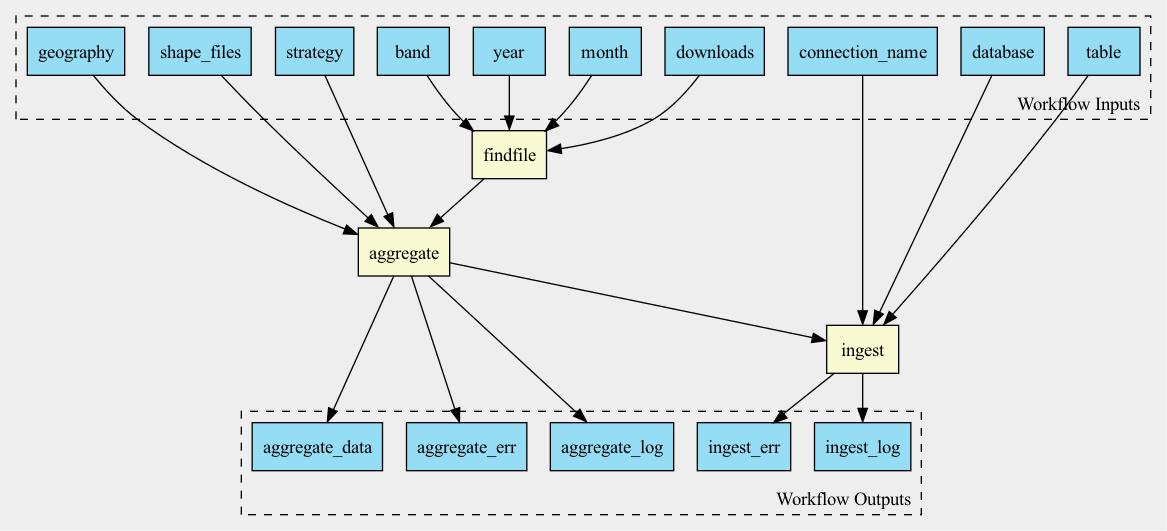 geography
shape_files
strategy
band
year
month
downloads
connection_name
database
table
Workflow Inputs
findfile
aggregate
ingest
aggregate_data
aggregate_err
aggregate_log
ingest_err
ingest_log
Workflow Outputs